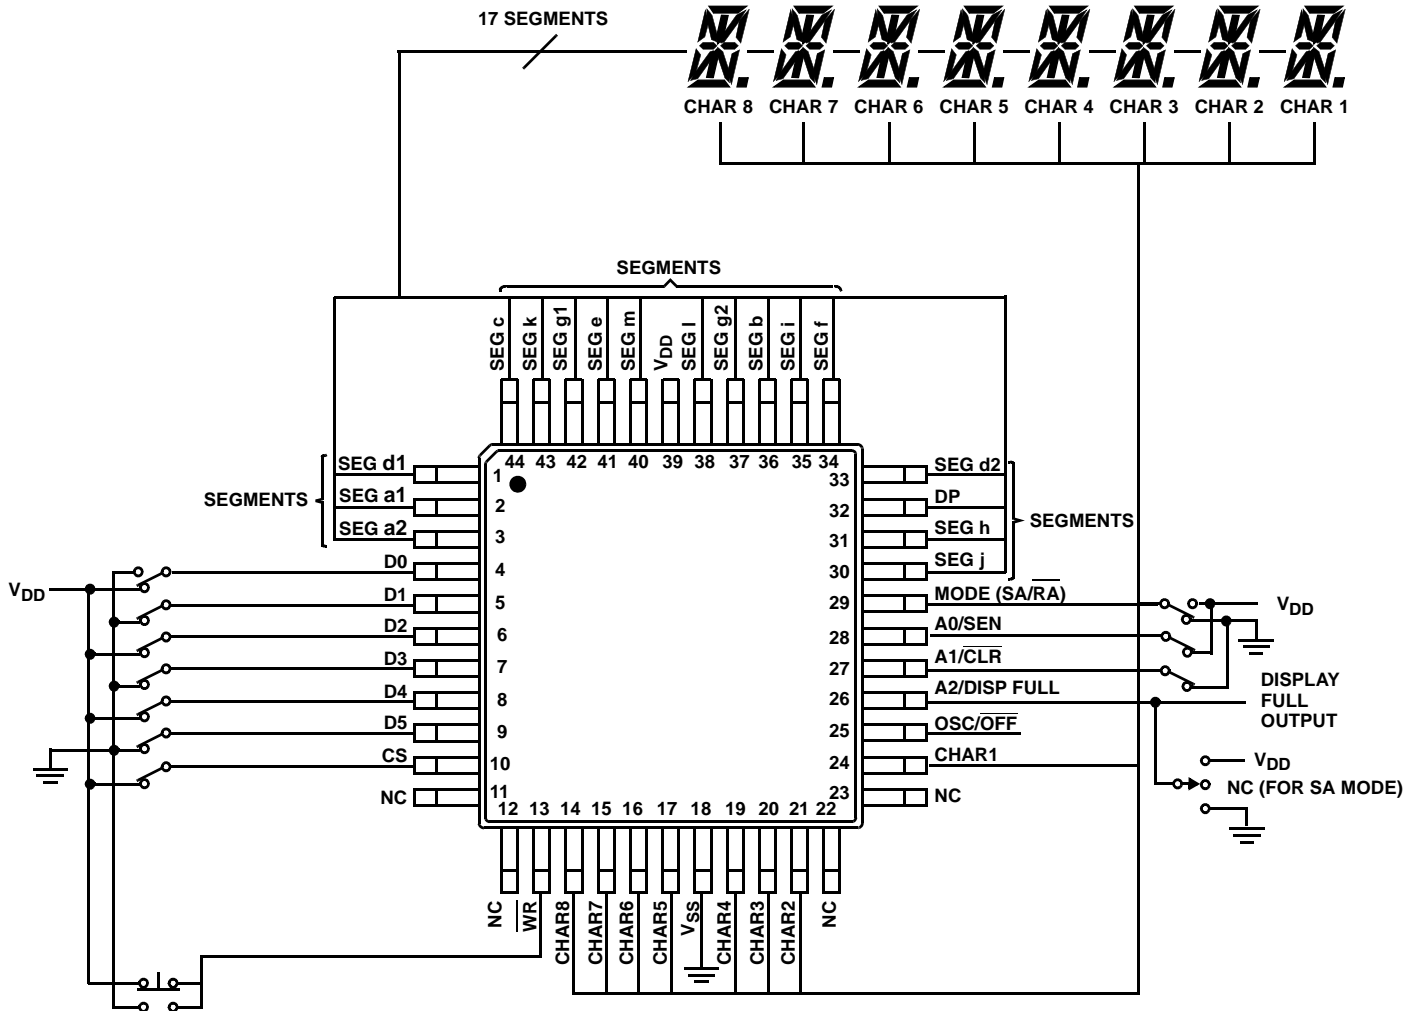 17 SEGMENTS
CHAR 8 CHAR 7 CHAR 6 CHAR 5 CHAR 4 CHAR 3 CHAR 2 CHAR 1
SEGMENTS
SEG c
SEG k
SEG g1
SEG e
SEG m
VDD
SEG l
SEG g2
SEG b
SEG i
SEG f
44 43 42 41 40 39 38 37 36 35 34
SEGMENTS
SEG d1 1
SEG a1 2
SEG a2 3
D0 4
D1 5
D2 6
D3 7
D4 8
D5 9
CS 10
NC 11
VDD
33 SEG d2
32 DP
31 SEG h
30 SEG j
SEGMENTS
29 MODE (SA/R̅A̅)
28 A0/SEN
27 A1/C̅L̅R̅
26 A2/DISP FULL
25 OSC/O̅F̅F̅
24 CHAR1
23 NC
VDD
DISPLAY
FULL
OUTPUT
VDD
NC (FOR SA MODE)
12 13 14 15 16 17 18 19 20 21 22
NC
W̅R̅
CHAR8
CHAR7
CHAR6
CHAR5
VSS
CHAR4
CHAR3
CHAR2
NC